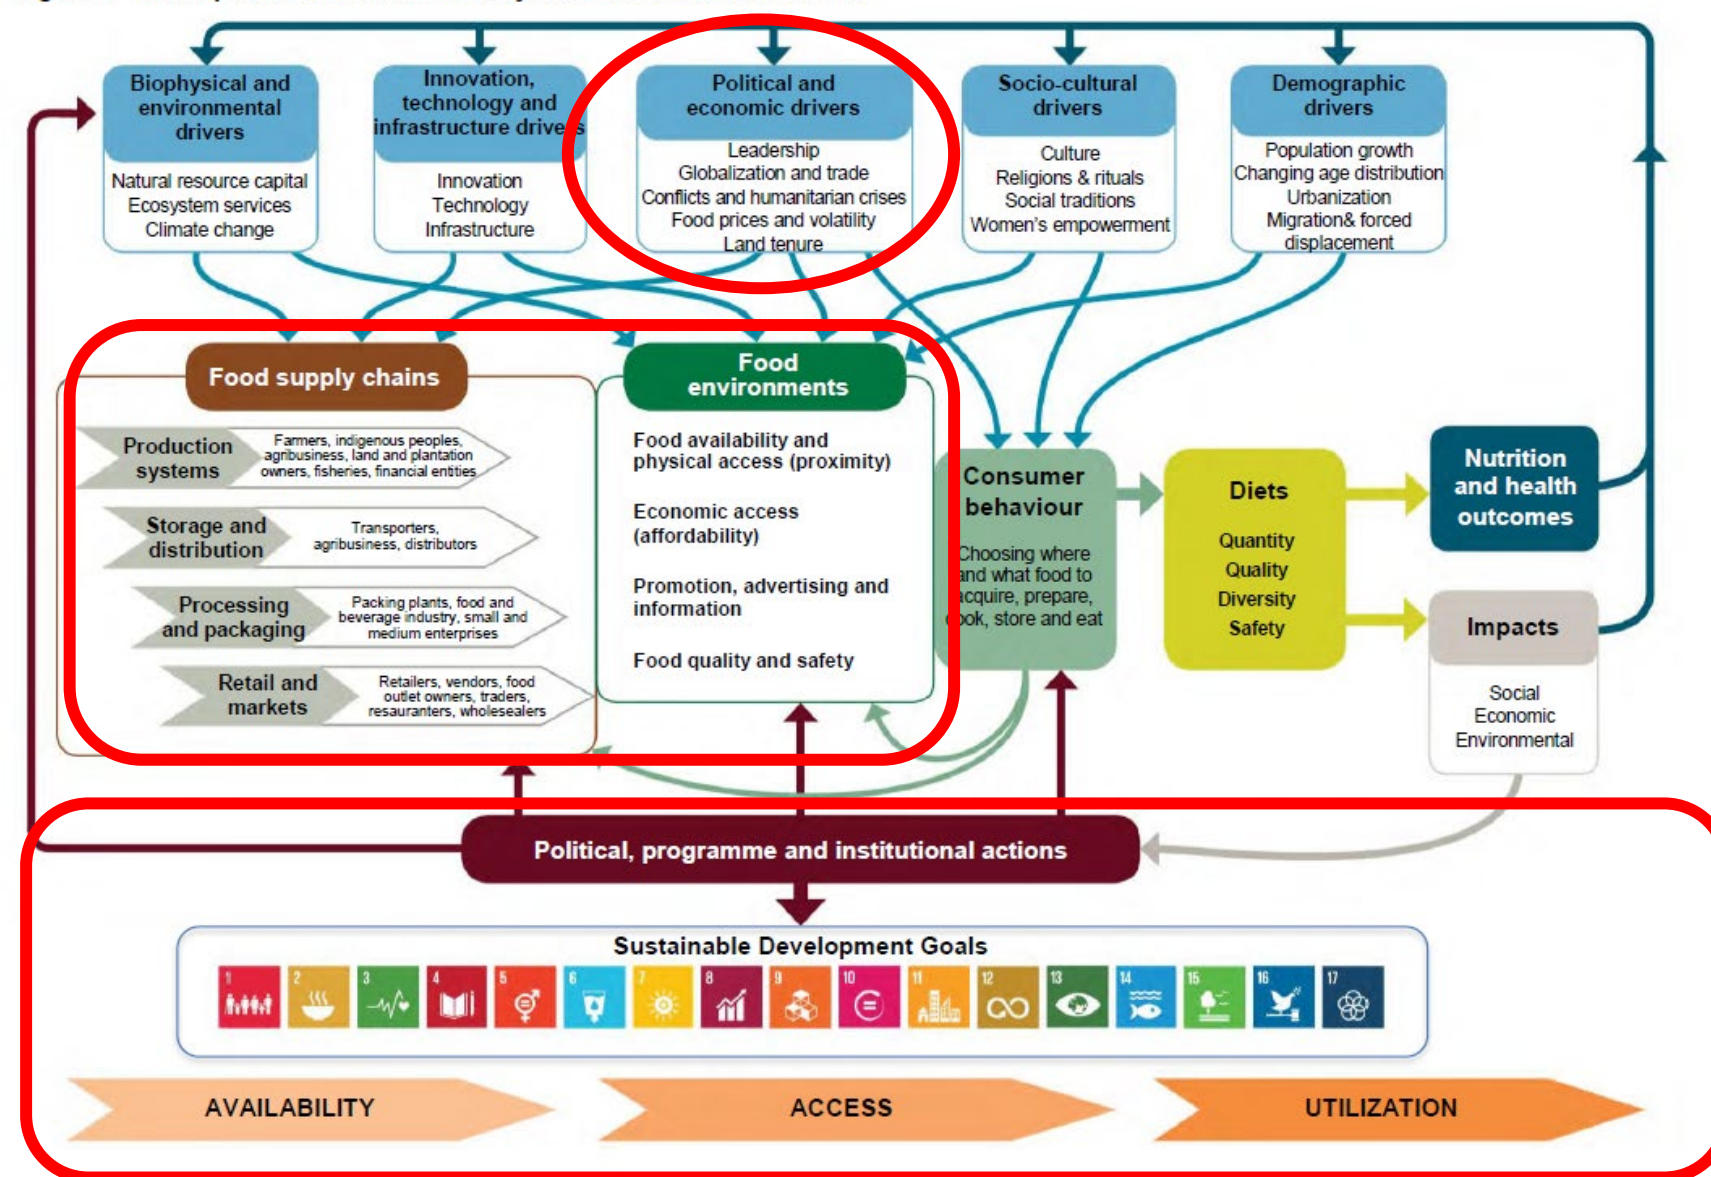 Biophysical and
environmental
drivers
Natural resource capital
Ecosystem services
Climate change
Innovation,
technology and
infrastructure drivers
Innovation
Technology
Infrastructure
Political and
economic drivers
Leadership
Globalization and trade
Conflicts and humanitarian crises
Food prices and volatility
Land tenure
Socio-cultural
drivers
Culture
Religions & rituals
Social traditions
Women's empowerment
Demographic
drivers
Population growth
Changing age distribution
Urbanization
Migration& forced
displacement
Food supply chains
Production
systems
Farmers, indigenous peoples,
agribusiness, land and plantation
owners, fisheries, financial entities
Storage and
distribution
Transporters,
agribusiness, distributors
Processing
and packaging
Packing plants, food and
beverage industry, small and
medium enterprises
Retail and
markets
Retailers, vendors, food
outlet owners, traders,
resauranters, wholesealers
Food
environments
Food availability and
physical access (proximity)
Economic access
(affordability)
Promotion, advertising and
information
Food quality and safety
Consumer
behaviour
Choosing where
and what food to
acquire, prepare,
cook, store and eat
Diets
Quantity
Quality
Diversity
Safety
Nutrition
and health
outcomes
Impacts
Social
Economic
Environmental
Political, programme and institutional actions
Sustainable Development Goals
1 2 3 4 5 6 7 8 9 10 11 12 13 14 15 16 17
AVAILABILITY
ACCESS
UTILIZATION